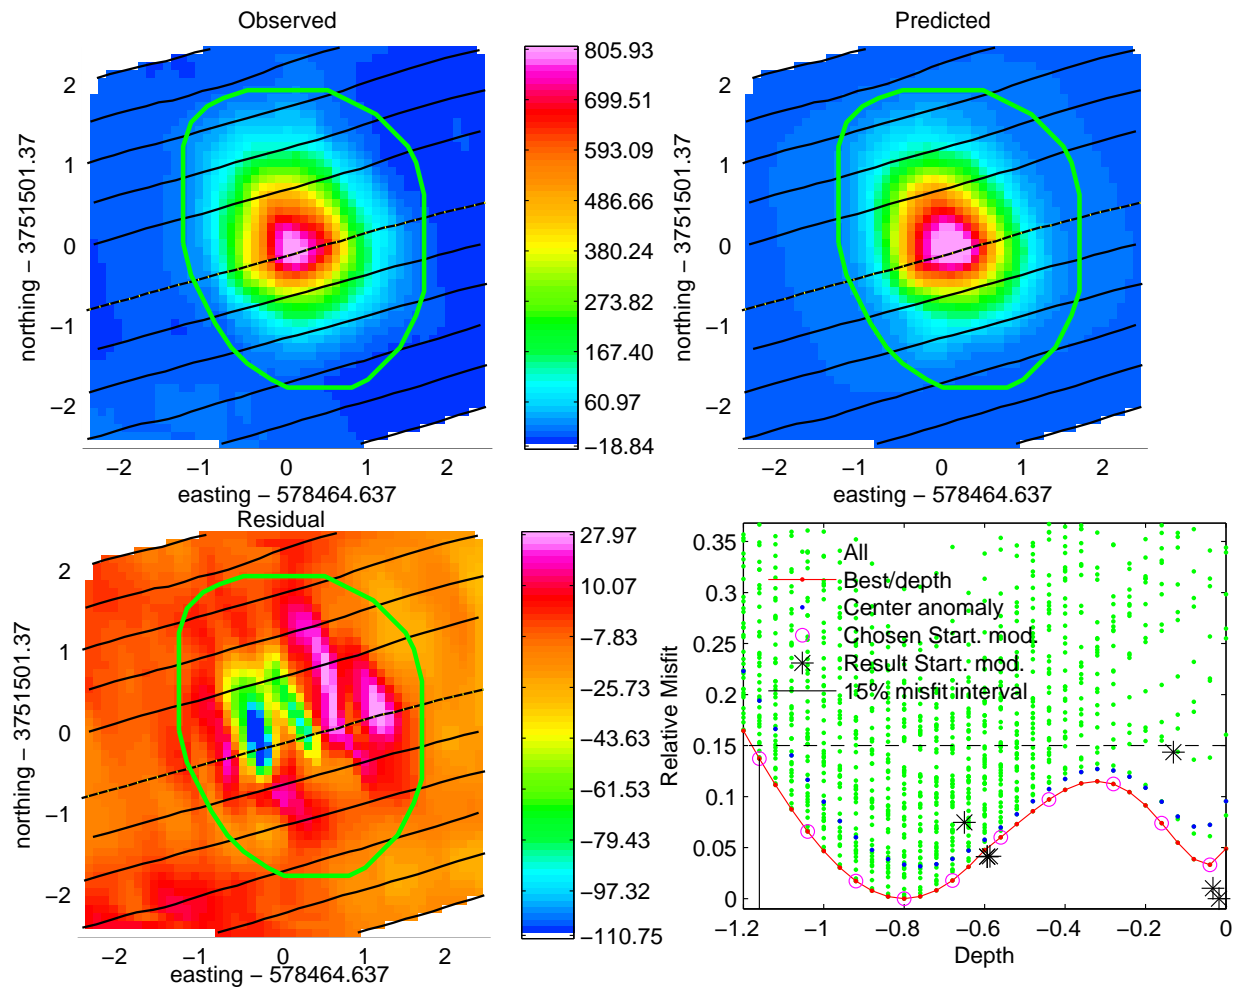 Observed
2
1
0
−1
−2
northing − 3751501.37
−2 −1 0 1 2
easting − 578464.637
805.93
699.51
593.09
486.66
380.24
273.82
167.40
60.97
−18.84
Predicted
2
1
0
−1
−2
northing − 3751501.37
−2 −1 0 1 2
easting − 578464.637
Residual
2
1
0
−1
−2
northing − 3751501.37
−2 −1 0 1 2
easting − 578464.637
27.97
10.07
−7.83
−25.73
−43.63
−61.53
−79.43
−97.32
−110.75
0.35
0.3
0.25
0.2
0.15
0.1
0.05
0
Relative Misfit
All
Best/depth
Center anomaly
Chosen Start. mod.
Result Start. mod.
15% misfit interval
−1.2 −1 −0.8 −0.6 −0.4 −0.2 0
Depth